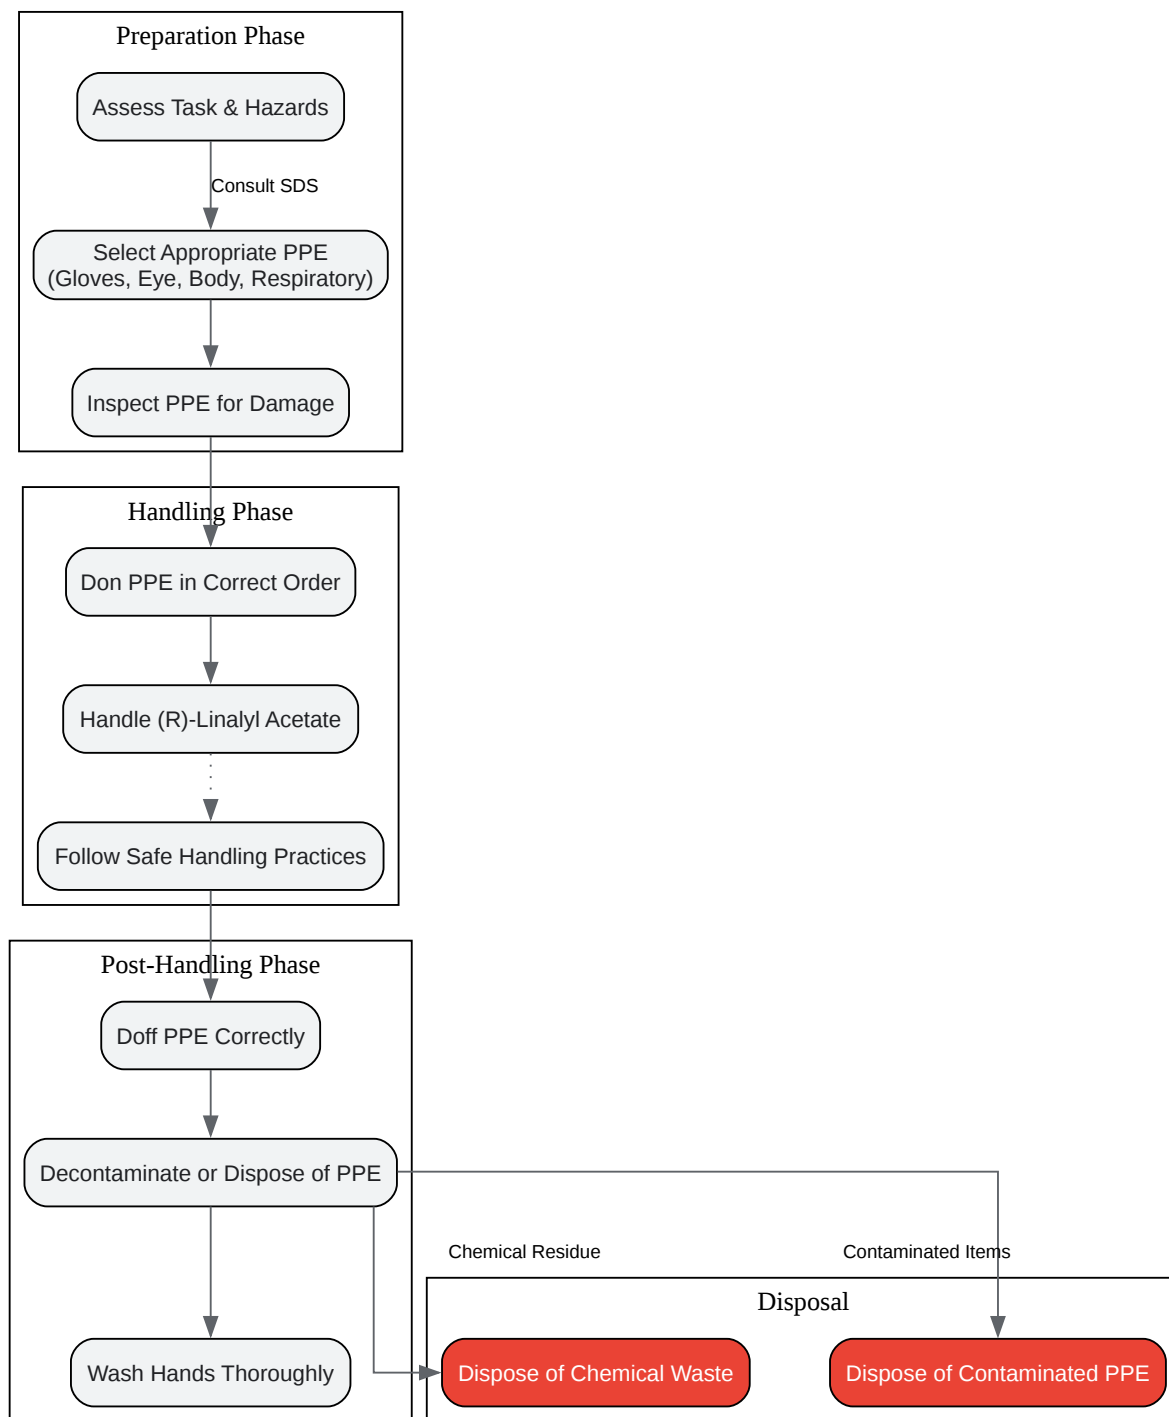 Preparation Phase
Assess Task & Hazards
Consult SDS
Select Appropriate PPE
(Gloves, Eye, Body, Respiratory)
Inspect PPE for Damage
Handling Phase
Don PPE in Correct Order
Handle (R)-Linalyl Acetate
Follow Safe Handling Practices
Post-Handling Phase
Doff PPE Correctly
Decontaminate or Dispose of PPE
Chemical Residue
Contaminated Items
Disposal
Wash Hands Thoroughly
Dispose of Chemical Waste
Dispose of Contaminated PPE